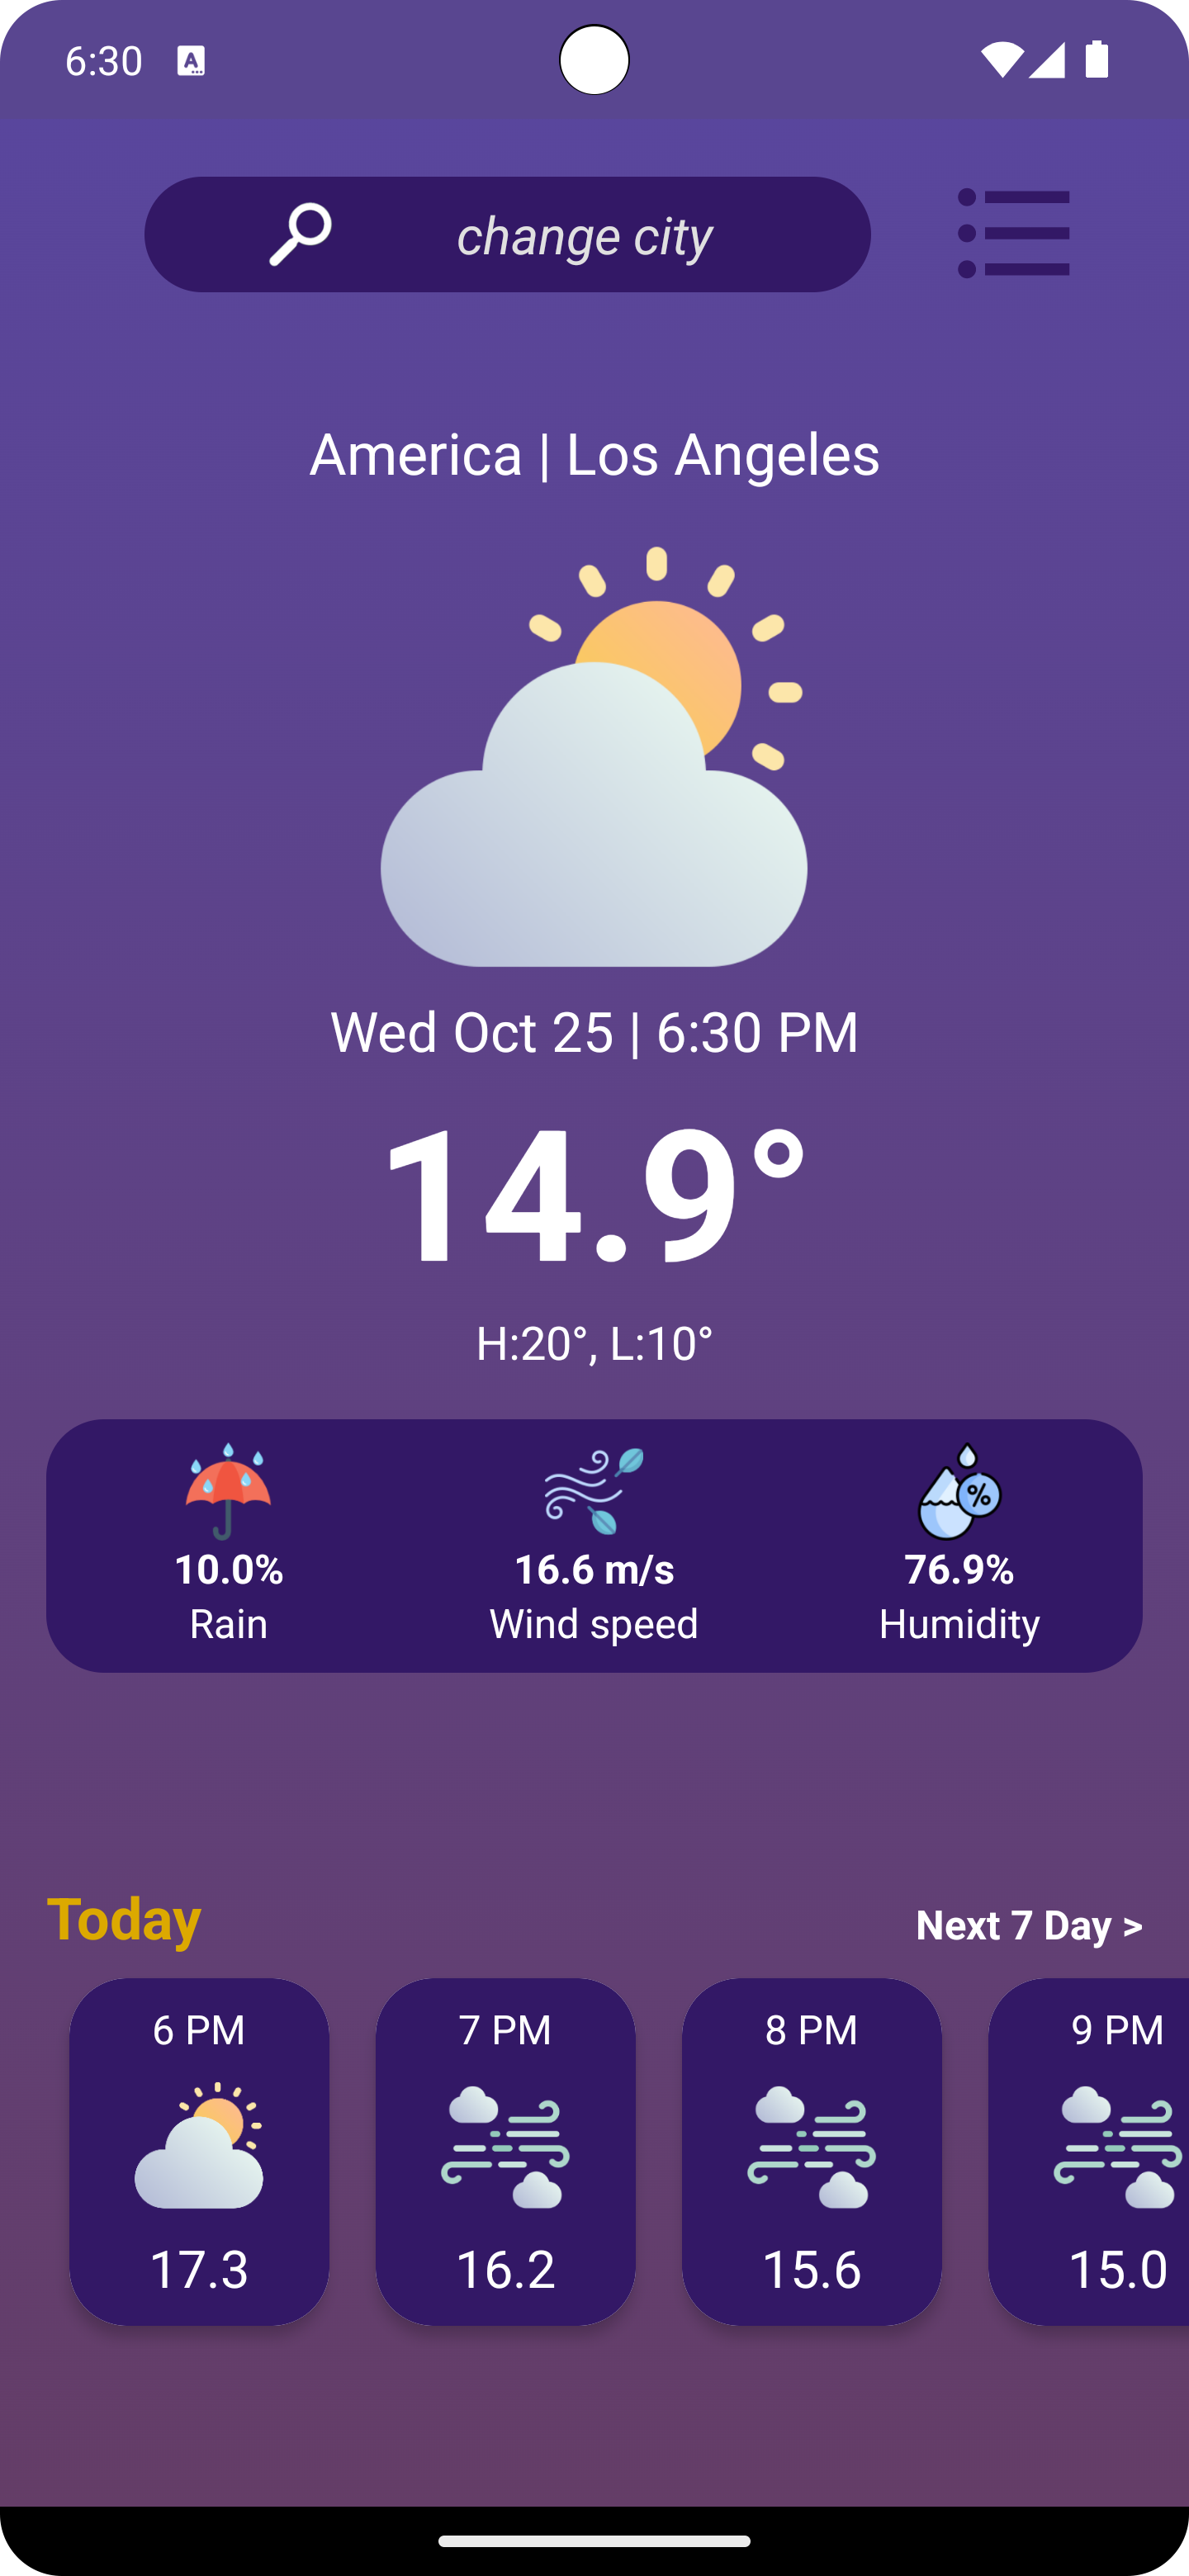 6:30
change city
America | Los Angeles
Wed Oct 25 | 6:30 PM
14.9°
H:20°, L:10°
10.0% 16.6 m/s 76.9%
Rain Wind speed Humidity
Today Next 7 Day >
6 PM 7 PM 8 PM 9 PM
17.3 16.2 15.6 15.0